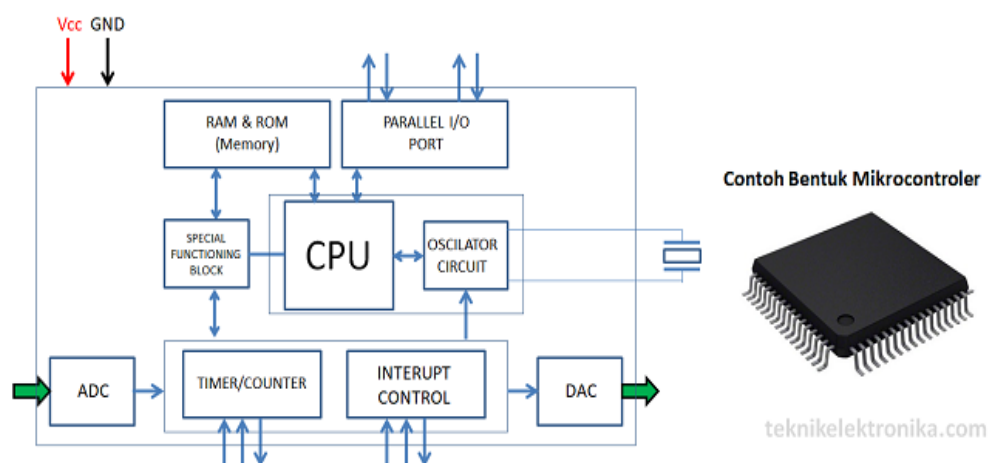 Vcc GND
RAM & ROM
(Memory)
PARALLEL I/O
PORT
Contoh Bentuk Mikrocontroler
SPECIAL
FUNCTIONING
BLOCK
CPU
OSCILATOR
CIRCUIT
ADC
TIMER/COUNTER
INTERUPT
CONTROL
DAC
teknikelektronika.com